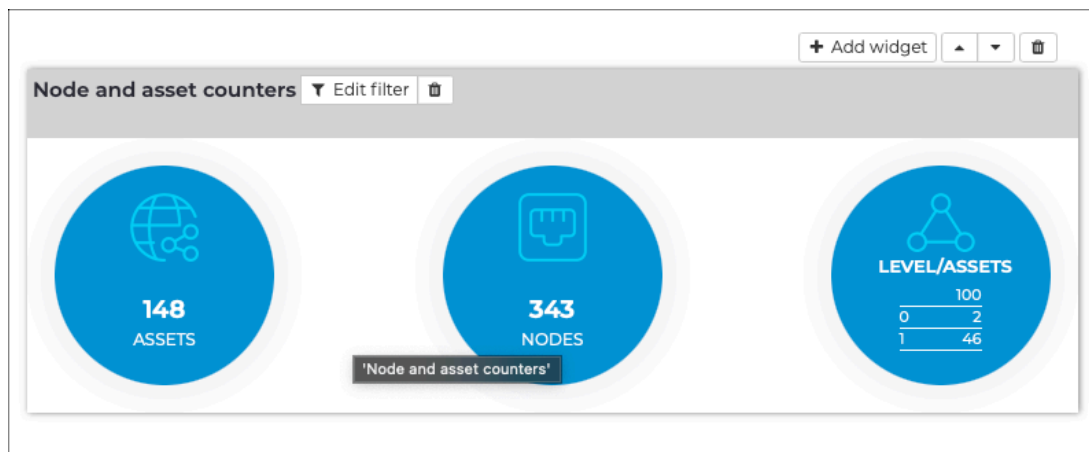 Add widget
Node and asset counters Edit filter
148
ASSETS
343
NODES
LEVEL/ASSETS
100
0 2
1 46
'Node and asset counters'